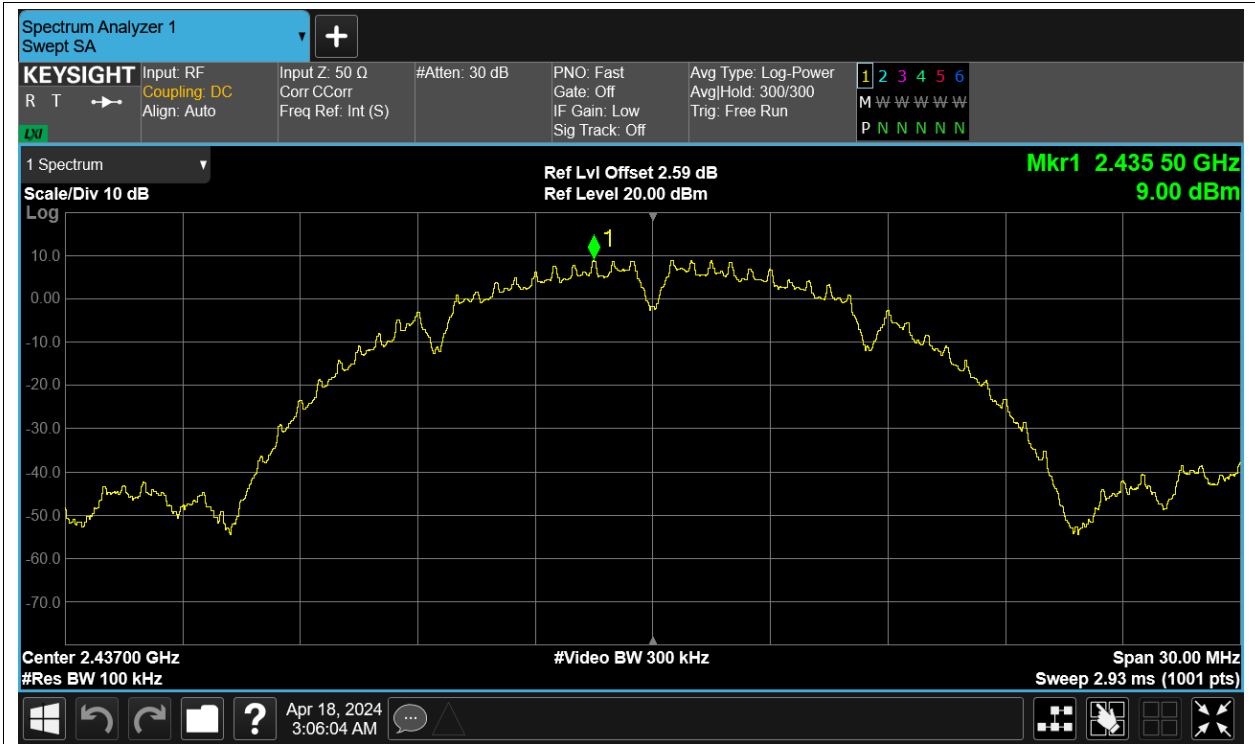 Spectrum Analyzer 1
Swept SA
KEYSIGHT
R T
LXI
Input: RF
Coupling: DC
Align: Auto
Input Z: 50 Ω
Corr CCorr
Freq Ref: Int (S)
#Atten: 30 dB
PNO: Fast
Gate: Off
IF Gain: Low
Sig Track: Off
Avg Type: Log-Power
Avg|Hold: 300/300
Trig: Free Run
1 2 3 4 5 6
M W W W W W
P N N N N N
1 Spectrum
Scale/Div 10 dB
Log
Ref Lvl Offset 2.59 dB
Ref Level 20.00 dBm
Mkr1 2.435 50 GHz
9.00 dBm
1
10.0
0.00
-10.0
-20.0
-30.0
-40.0
-50.0
-60.0
-70.0
Center 2.43700 GHz
#Video BW 300 kHz
Span 30.00 MHz
#Res BW 100 kHz
Sweep 2.93 ms (1001 pts)
?
Apr 18, 2024
3:06:04 AM